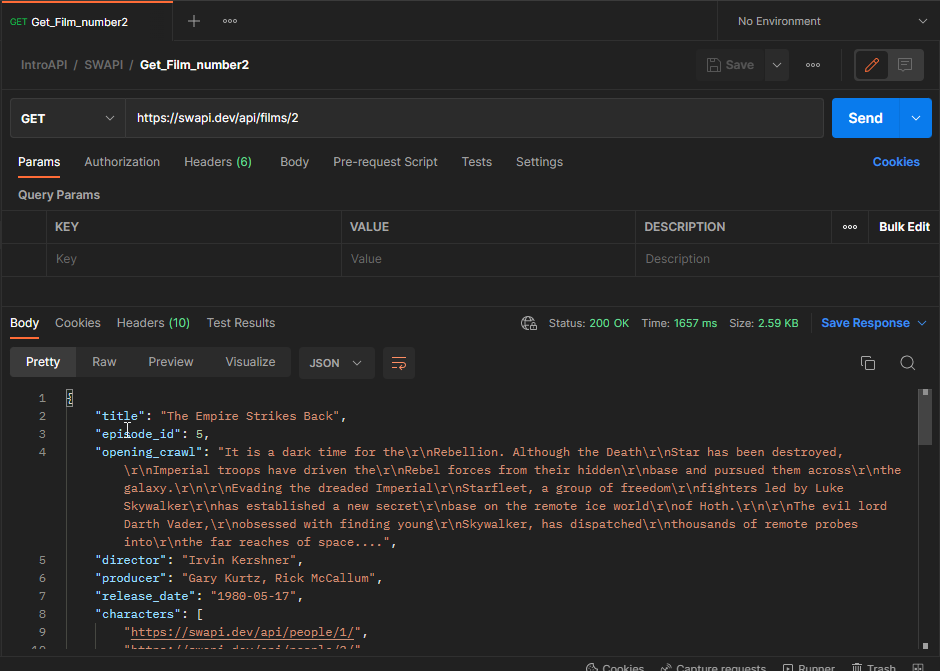 GET Get_Film_number2
No Environment
IntroAPI / SWAPI / Get_Film_number2
Save
GET https://swapi.dev/api/films/2
Send
Params Authorization Headers (6) Body Pre-request Script Tests Settings
Cookies
Query Params
KEY VALUE DESCRIPTION
Bulk Edit
Key Value Description
Body Cookies Headers (10) Test Results
Status: 200 OK Time: 1657 ms Size: 2.59 KB
Save Response
Pretty Raw Preview Visualize JSON
1 {
2 "title": "The Empire Strikes Back",
3 "episode_id": 5,
4 "opening_crawl": "It is a dark time for the\r\nRebellion. Although the Death\r\nStar has been destroyed,
\r\nImperial troops have driven the\r\nRebel forces from their hidden\r\nbase and pursued them across\r\nthe
galaxy.\r\n\r\nEvading the dreaded Imperial\r\nStarfleet, a group of freedom\r\nfighters led by Luke
Skywalker\r\nhas established a new secret\r\nbase on the remote ice world\r\nof Hoth.\r\n\r\nThe evil lord
Darth Vader,\r\nobsessed with finding young\r\nSkywalker, has dispatched\r\nthousands of remote probes
into\r\nthe far reaches of space....",
5 "director": "Irvin Kershner",
6 "producer": "Gary Kurtz, Rick McCallum",
7 "release_date": "1980-05-17",
8 "characters": [
9 "https://swapi.dev/api/people/1/",
10 "https://swapi.dev/api/people/2/"
Cookies Capture requests Runner Trash